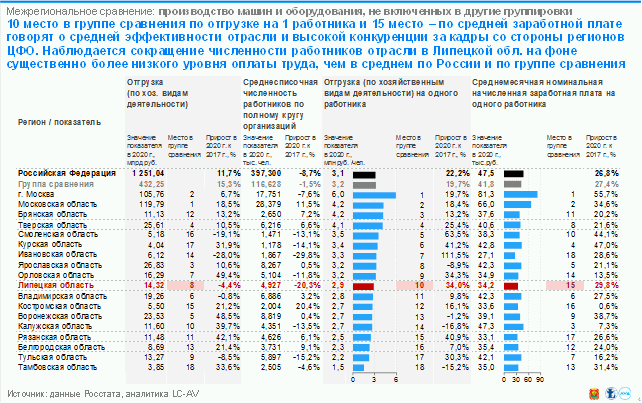 Межрегиональное сравнение: производство машин и оборудования, не включенных в другие группировки
10 место в группе сравнения по отгрузке на 1 работника и 15 место – по средней заработной плате
говорят о средней эффективности отрасли и высокой конкуренции за кадры со стороны регионов
ЦФО. Наблюдается сокращение численности работников отрасли в Липецкой обл. на фоне
существенно более низкого уровня оплаты труда, чем в среднем по России и по группе сравнения
Регион / показатель
Отгрузка (по хоз. видам деятельности)
Среднесписочная численность работников по полному кругу организаций
Отгрузка (по хозяйственным видам деятельности) на одного работника
Среднемесячная номинальная начисленная заработная плата на одного работника
Значение показателя в 2020 г., млрд руб. Место в группе сравнения Прирост в 2020 г. к 2017 г., %
Значение показателя в 2020 г., тыс. чел. Прирост в 2020 г. к 2017 г., %
Значение показателя в 2020 г., млн руб. /чел. Место в группе сравнения Прирост в 2020 г. к 2017 г., %
Значение показателя в 2020 г., тыс.руб. Место в группе сравнения Прирост в 2020 г. к 2017 г., %
Российская Федерация 1 251,04 11,7% 397,300 -8,7% 3,1 22,2% 47,5 26,8%
Группа сравнения 432,25 15,3% 116,628 -1,5% 3,2 19,7% 41,8 27,4%
г. Москва 105,76 2 6,7% 17,751 -7,6% 6,0 1 19,7% 81,3 1 55,7%
Московская область 119,79 1 18,5% 28,379 11,5% 4,2 2 18,4% 66,0 2 34,6%
Брянская область 11,13 12 13,2% 2,650 7,2% 4,2 3 13,2% 37,6 11 20,2%
Тверская область 25,61 4 10,5% 6,216 6,6% 4,1 4 25,4% 40,6 8 21,6%
Смоленская область 5,18 16 -19,1% 1,471 -13,1% 3,5 5 63,5% 38,3 9 44,1%
Курская область 4,04 17 31,9% 1,178 -14,1% 3,4 6 41,2% 42,8 4 47,0%
Ивановская область 6,12 14 -28,0% 1,867 -29,8% 3,3 7 111,5% 27,1 18 28,6%
Ярославская область 26,83 3 10,6% 8,267 0,5% 3,2 8 -8,9% 42,3 5 21,1%
Орловская область 16,29 7 49,4% 5,104 -11,8% 3,2 9 34,3% 34,9 14 13,5%
Липецкая область 14,32 8 -4,4% 4,927 -20,3% 2,9 10 34,0% 34,2 15 29,8%
Владимирская область 19,26 6 -0,8% 6,886 3,2% 2,8 11 9,8% 42,3 6 27,5%
Костромская область 5,50 15 21,2% 2,004 20,4% 2,7 12 16,1% 33,6 16 0,6%
Воронежская область 23,53 5 48,5% 8,819 0,4% 2,7 13 -1,2% 39,1 9 38,7%
Калужская область 11,60 10 39,7% 4,351 -13,5% 2,7 14 -16,8% 47,3 3 7,3%
Рязанская область 11,48 11 42,1% 4,626 6,1% 2,5 15 40,9% 33,1 17 26,6%
Белгородская область 8,69 13 21,4% 3,731 9,1% 2,3 16 7,0% 35,4 12 24,0%
Тульская область 13,27 9 -8,5% 5,897 -15,2% 2,2 17 30,3% 42,1 7 16,2%
Тамбовская область 3,85 18 33,6% 2,505 -4,6% 1,5 18 -15,2% 35,0 13 31,4%
0 3 6
0 30 60 90
Источник: данные Росстата, аналитика LC-AV